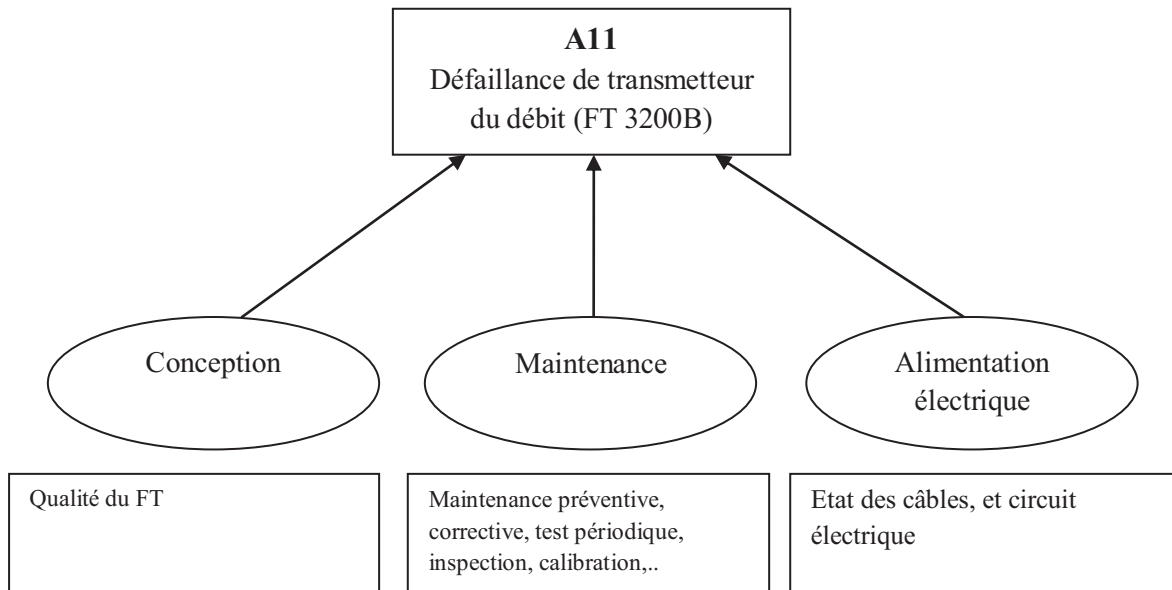 A11
Défaillance de transmetteur
du débit (FT 3200B)
Conception
Maintenance
Alimentation
électrique
Qualité du FT
Maintenance préventive,
corrective, test périodique,
inspection, calibration,..
Etat des câbles, et circuit
électrique